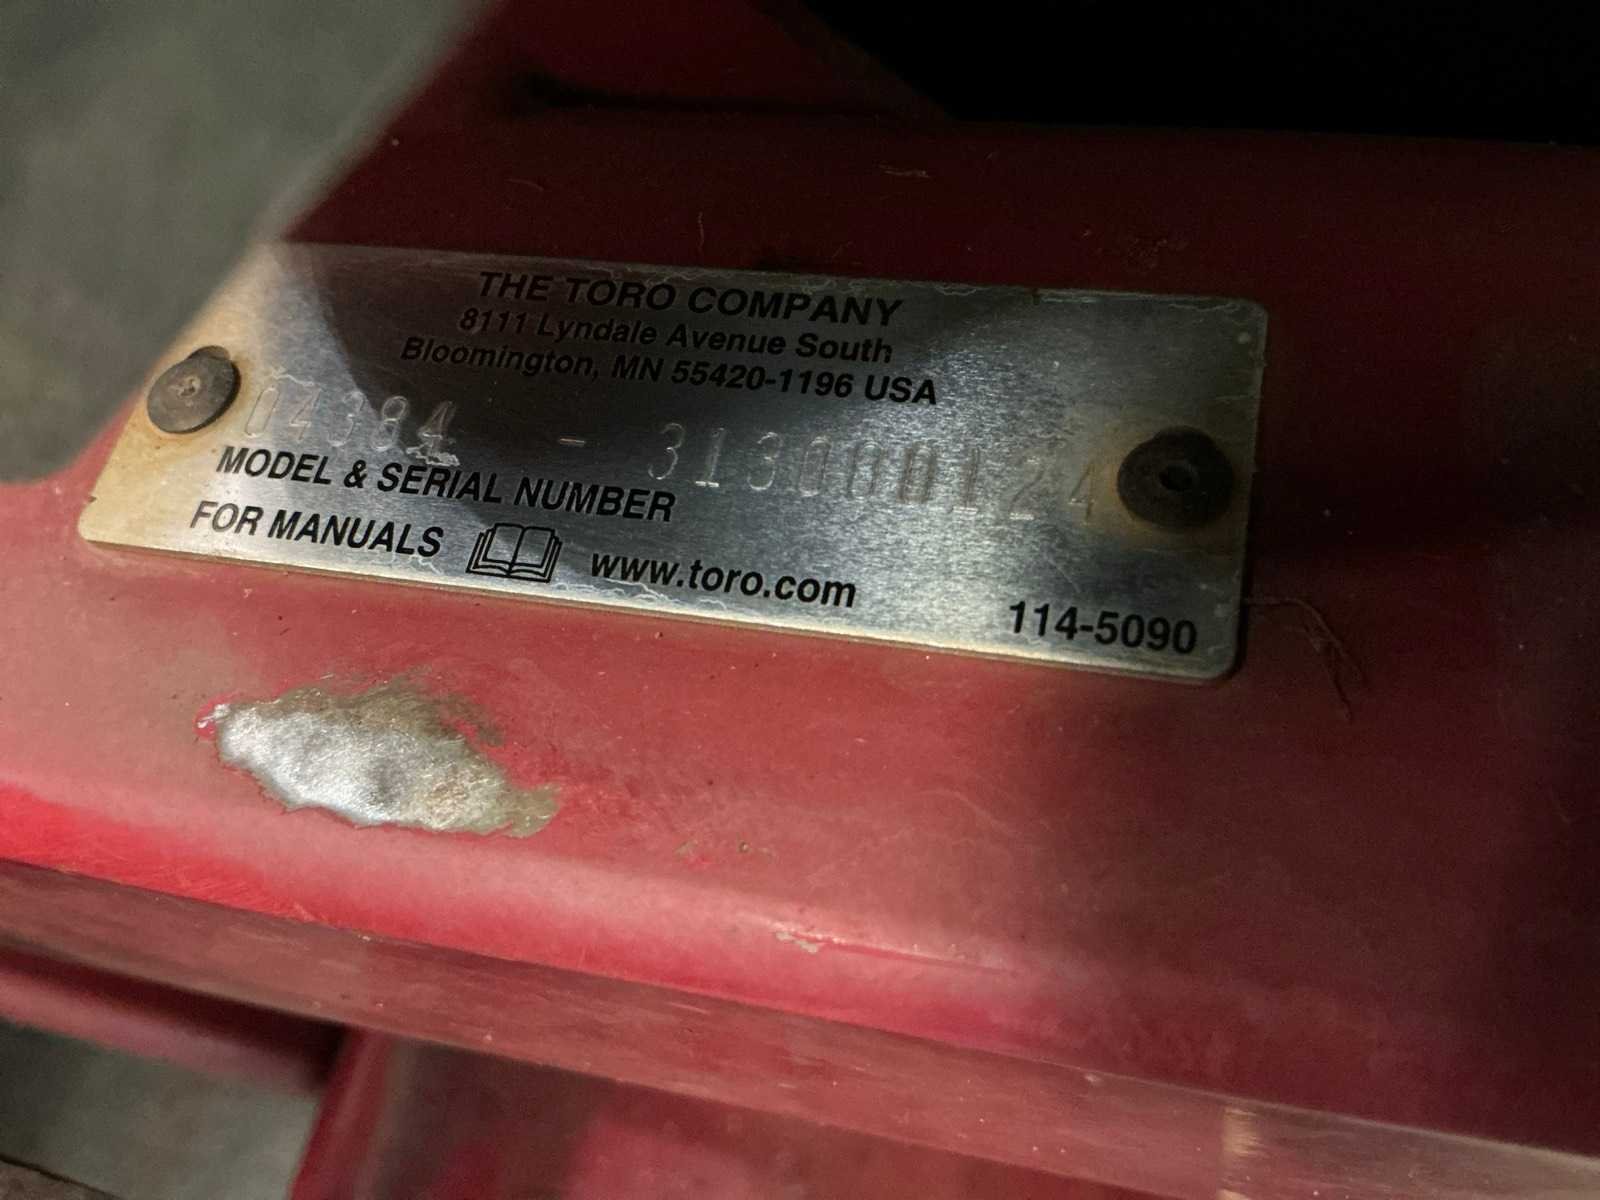 THE TORO COMPANY
8111 Lyndale Avenue South
Bloomington, MN 55420-1196 USA
04384 - 313000124
MODEL & SERIAL NUMBER
FOR MANUALS www.toro.com
114-5090